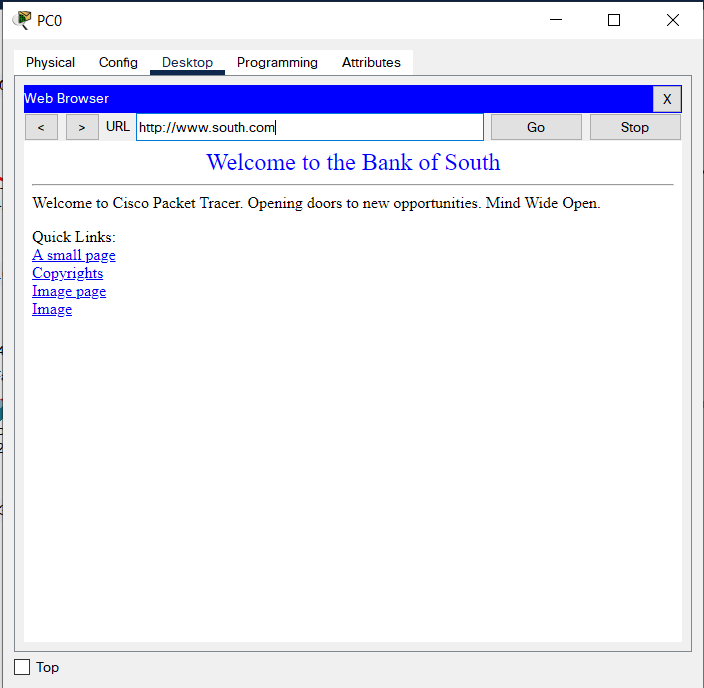 PC0
Physical Config Desktop Programming Attributes
Web Browser X
< > URL http://www.south.com Go Stop
Welcome to the Bank of South
Welcome to Cisco Packet Tracer. Opening doors to new opportunities. Mind Wide Open.
Quick Links:
A small page
Copyrights
Image page
Image
Top